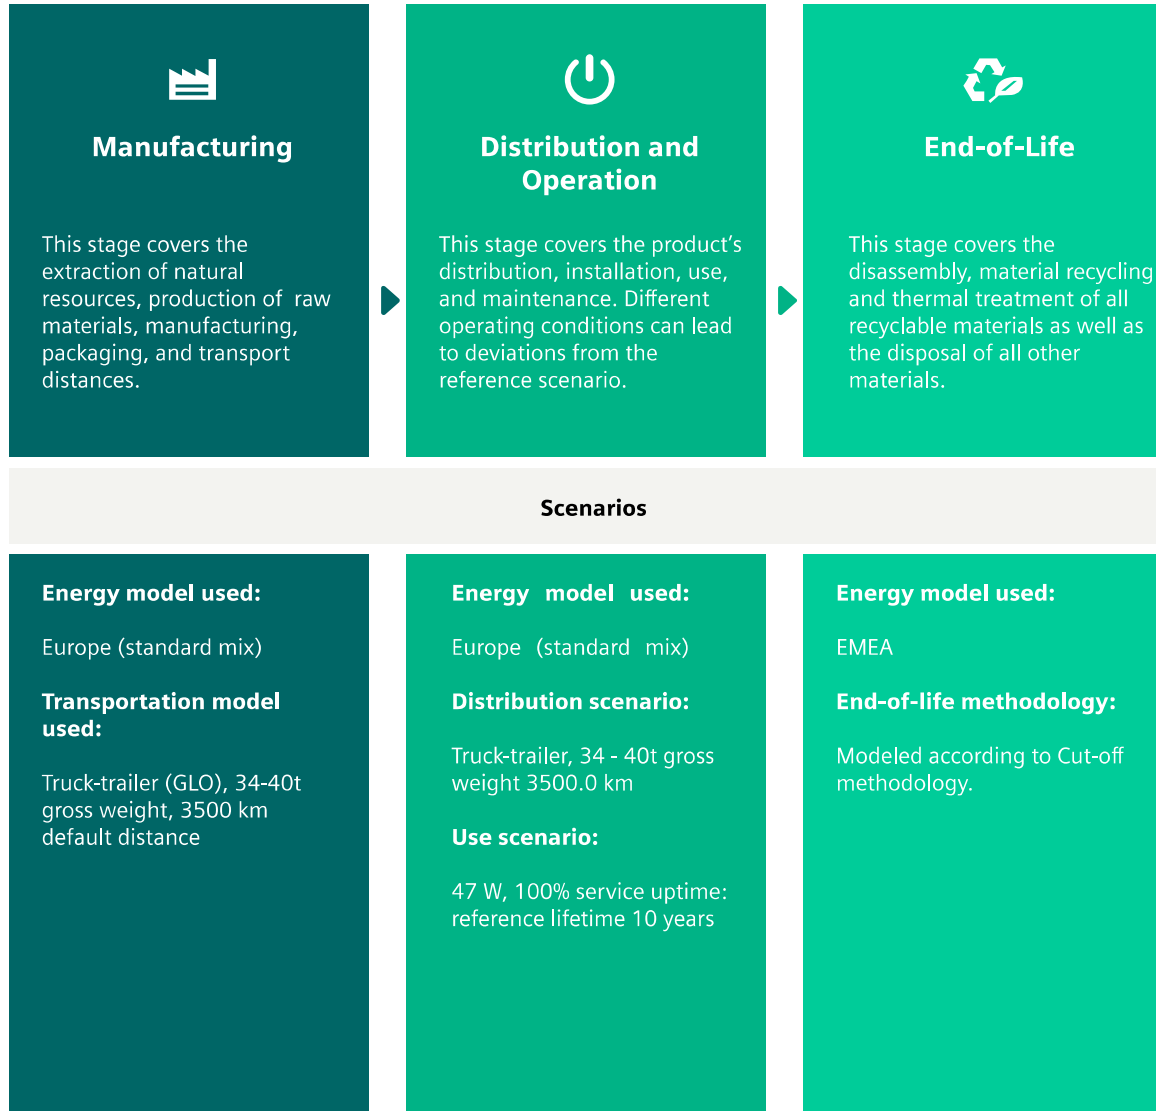 Manufacturing
This stage covers the
extraction of natural
resources, production of raw
materials, manufacturing,
packaging, and transport
distances.
Distribution and
Operation
This stage covers the product’s
distribution, installation, use,
and maintenance. Different
operating conditions can lead
to deviations from the
reference scenario.
End-of-Life
This stage covers the
disassembly, material recycling
and thermal treatment of all
recyclable materials as well as
the disposal of all other
materials.
Scenarios
Energy model used:
Europe (standard mix)
Transportation model
used:
Truck-trailer (GLO), 34-40t
gross weight, 3500 km
default distance
Energy model used:
Europe (standard mix)
Distribution scenario:
Truck-trailer, 34 - 40t gross
weight 3500.0 km
Use scenario:
47 W, 100% service uptime:
reference lifetime 10 years
Energy model used:
EMEA
End-of-life methodology:
Modeled according to Cut-off
methodology.